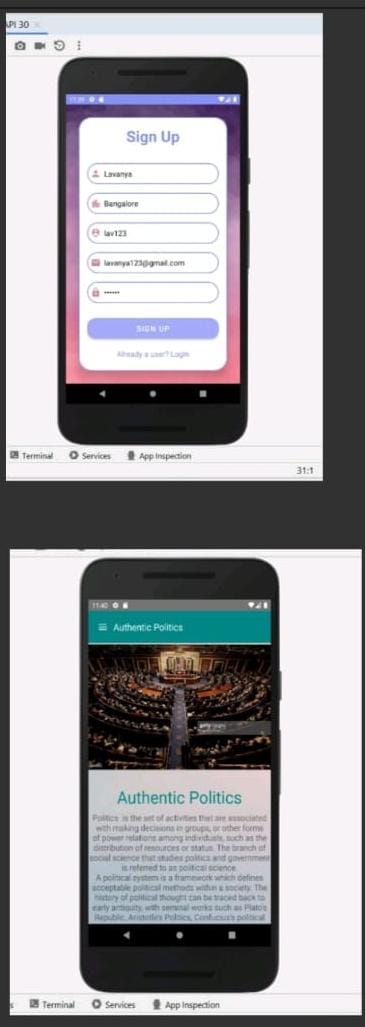 API 30
11:39
Sign Up
Lavanya
Bangalore
lav123
lavanya123@gmail.com
SIGN UP
Already a user? Login
Terminal Services App Inspection
31:1
11:40
Authentic Politics
Authentic Politics
Politics is the set of activities that are associated
with making decisions in groups, or other forms
of power relations among individuals, such as the
distribution of resources or status. The branch of
social science that studies politics and government
is referred to as political science.
A political system is a framework which defines
acceptable political methods within a society. The
history of political thought can be traced back to
early antiquity, with seminal works such as Plato's
Republic, Aristotle's Politics, Confucius's political
s Terminal Services App Inspection